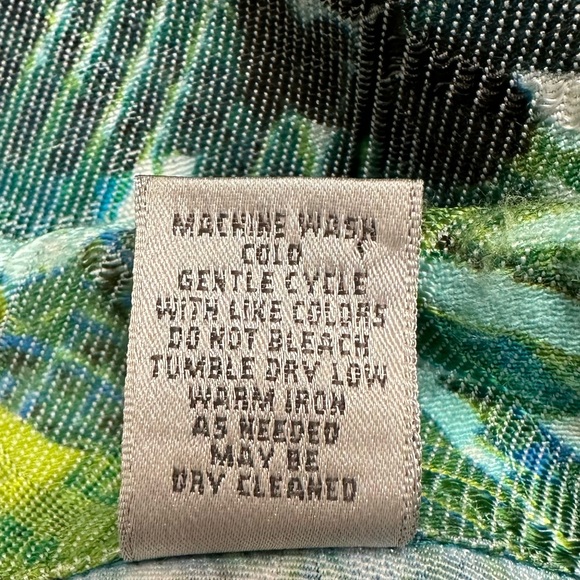 MACHINE WASH
COLD
GENTLE CYCLE
WITH LIKE COLORS
DO NOT BLEACH
TUMBLE DRY LOW
WARM IRON
AS NEEDED
MAY BE
DRY CLEANED